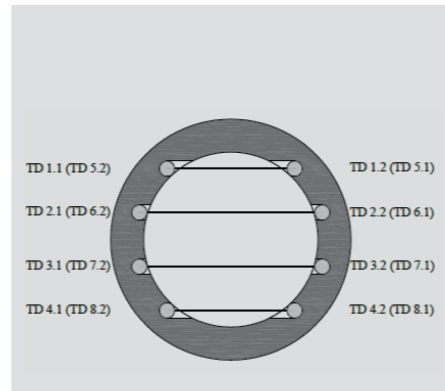 TD 1.1 (TD 5.2) TD 1.2 (TD 5.1)
TD 2.1 (TD 6.2) TD 2.2 (TD 6.1)
TD 3.1 (TD 7.2) TD 3.2 (TD 7.1)
TD 4.1 (TD 8.2) TD 4.2 (TD 8.1)